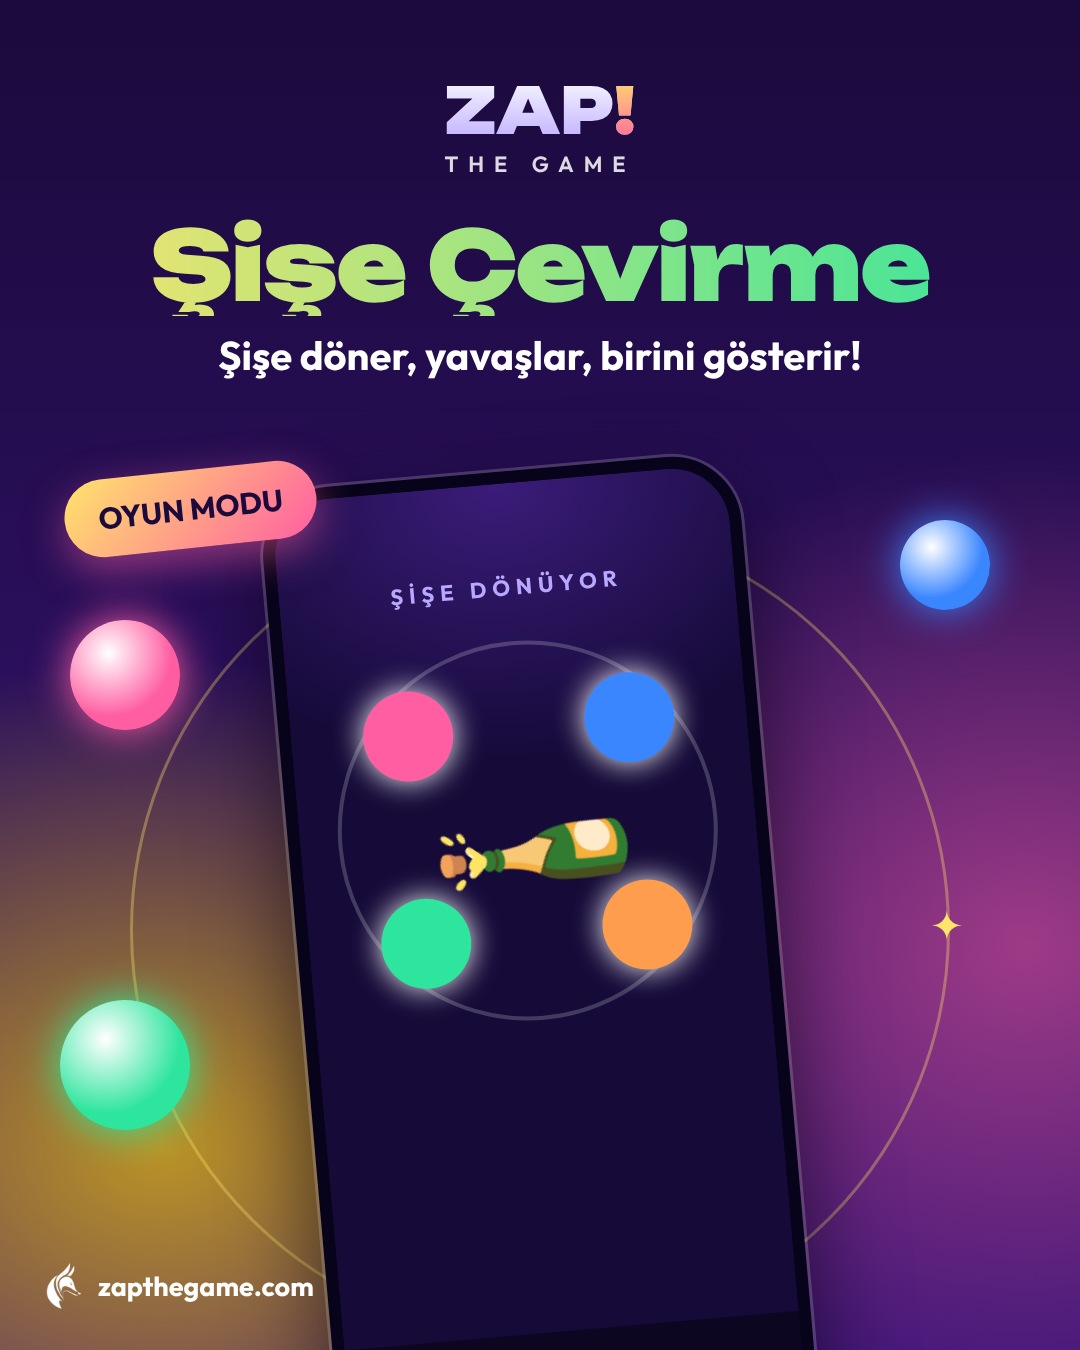 ZAP!
THE GAME
Şişe Çevirme
Şişe döner, yavaşlar, birini gösterir!
OYUN MODU
ŞİŞE DÖNÜYOR
zapthegame.com